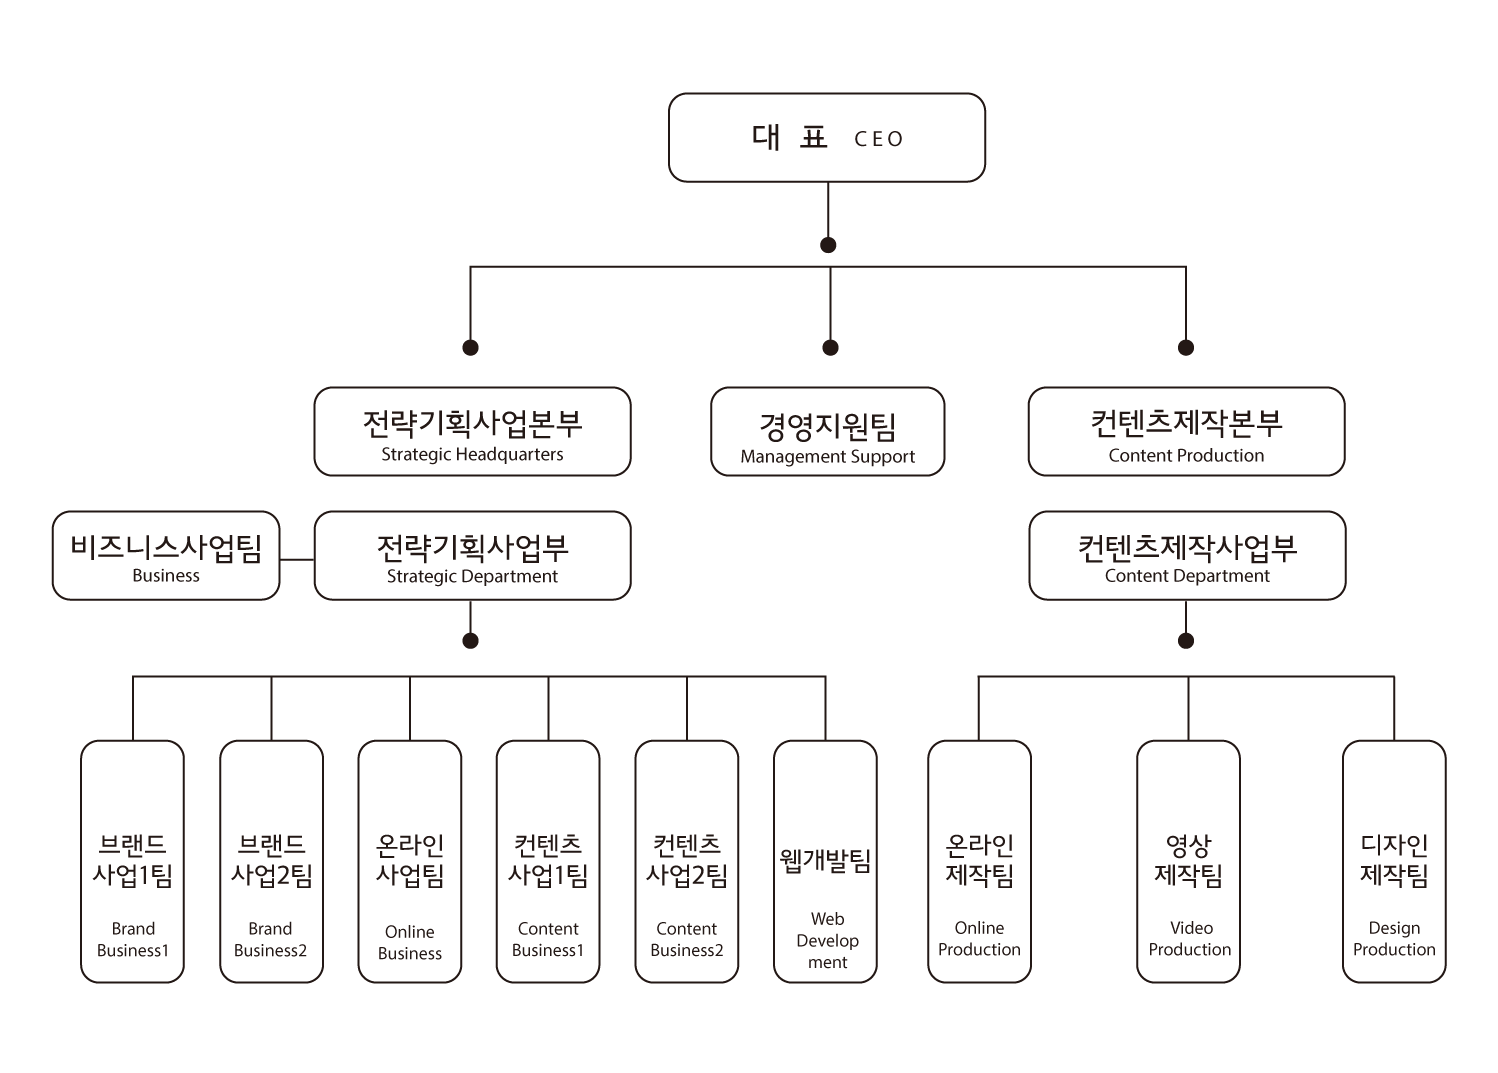 대 표 CEO
전략기획사업본부
Strategic Headquarters
경영지원팀
Management Support
컨텐츠제작본부
Content Production
비즈니스사업팀
Business
전략기획사업부
Strategic Department
컨텐츠제작사업부
Content Department
브랜드
사업1팀
Brand
Business1
브랜드
사업2팀
Brand
Business2
온라인
사업팀
Online
Business
컨텐츠
사업1팀
Content
Business1
컨텐츠
사업2팀
Content
Business2
웹개발팀
Web
Develop
ment
온라인
제작팀
Online
Production
영상
제작팀
Video
Production
디자인
제작팀
Design
Production